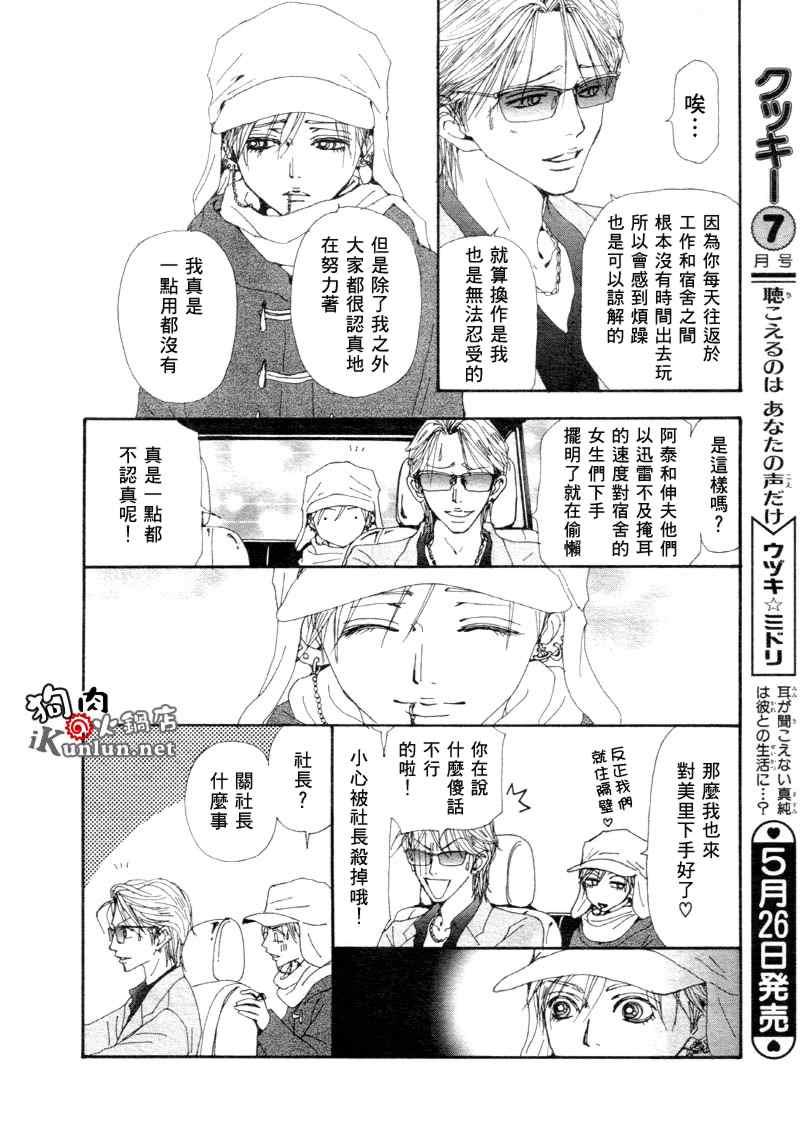 唉…
因為你每天往返於
工作和宿舍之間
根本沒有時間出去玩
所以會感到煩躁
也是可以諒解的
就算換作是我
也是無法忍受的
但是除了我之外
大家都很認真地
在努力著
我真是
一點用都沒有
是這樣嗎？
阿泰和伸夫他們
以迅雷不及掩耳
的速度對宿舍的
女生們下手
擺明了就在偷懶
真是一點都
不認真呢！
那麼我也來
對美里下手好了♡
反正我們
就住隔壁♡
你在說
什麼傻話
不行
的啦！
小心被社長殺掉哦！
社長？
關社長
什麼事
狗肉
火鍋店
iKunlun.net
クッキー
7
月号
聴こえるのは あなたの声だけ
ち
こえ
ウヅキ☆ミドリ
耳が聞こえない真純
は彼との生活に…？
♥5月26日発売♠